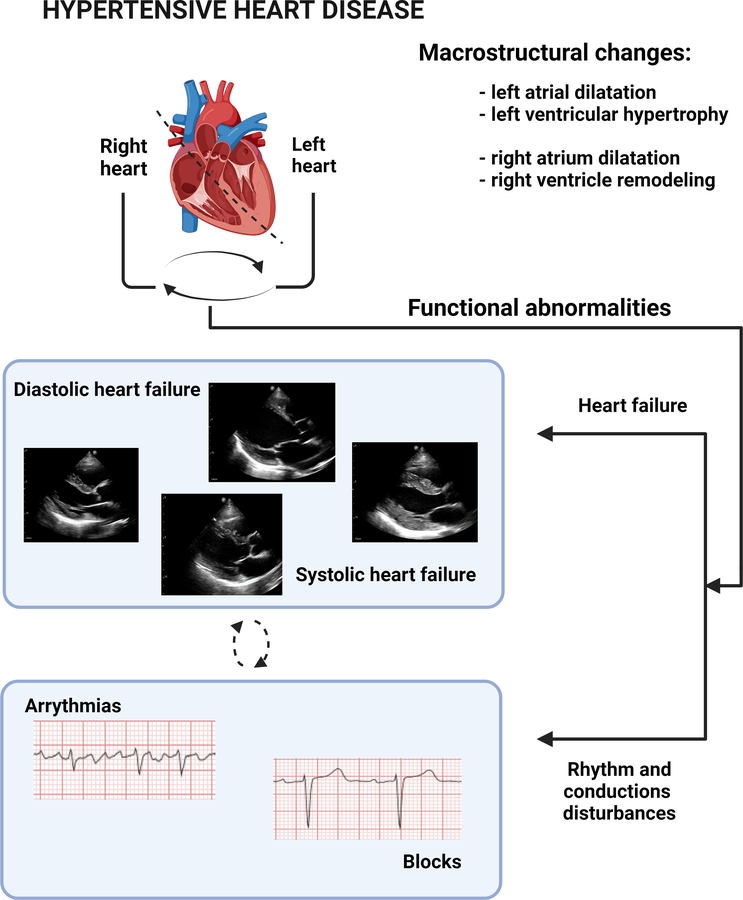 HYPERTENSIVE HEART DISEASE
Macrostructural changes:
- left atrial dilatation
- left ventricular hypertrophy
- right atrium dilatation
- right ventricle remodeling
Right
heart
Left
heart
Functional abnormalities
Diastolic heart failure
Systolic heart failure
Heart failure
Arrythmias
Blocks
Rhythm and
conductions
disturbances